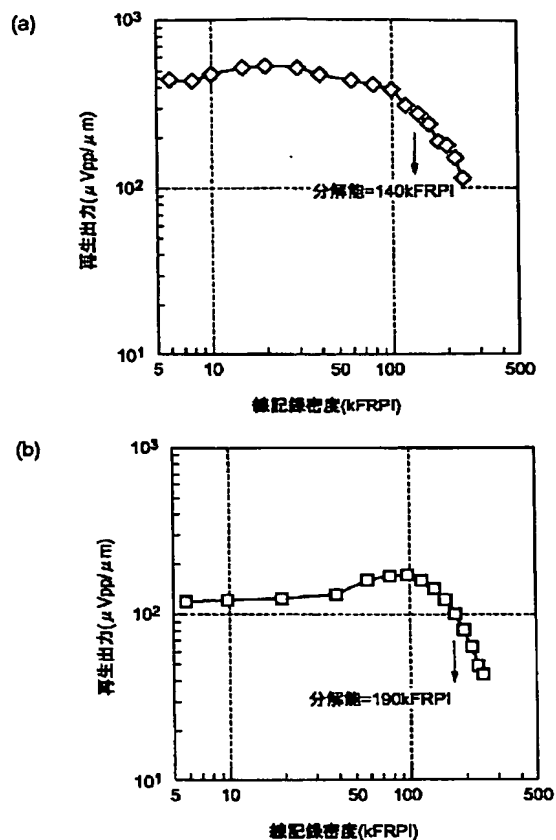 (a)
10³
10²
10¹
再生出力(μVpp/μm)
分解能=140kFRPI
5 10 50 100 500
線記録密度(kFRPI)
(b)
10³
10²
10¹
再生出力(μVpp/μm)
分解能=190kFRPI
5 10 50 100 500
線記録密度(kFRPI)